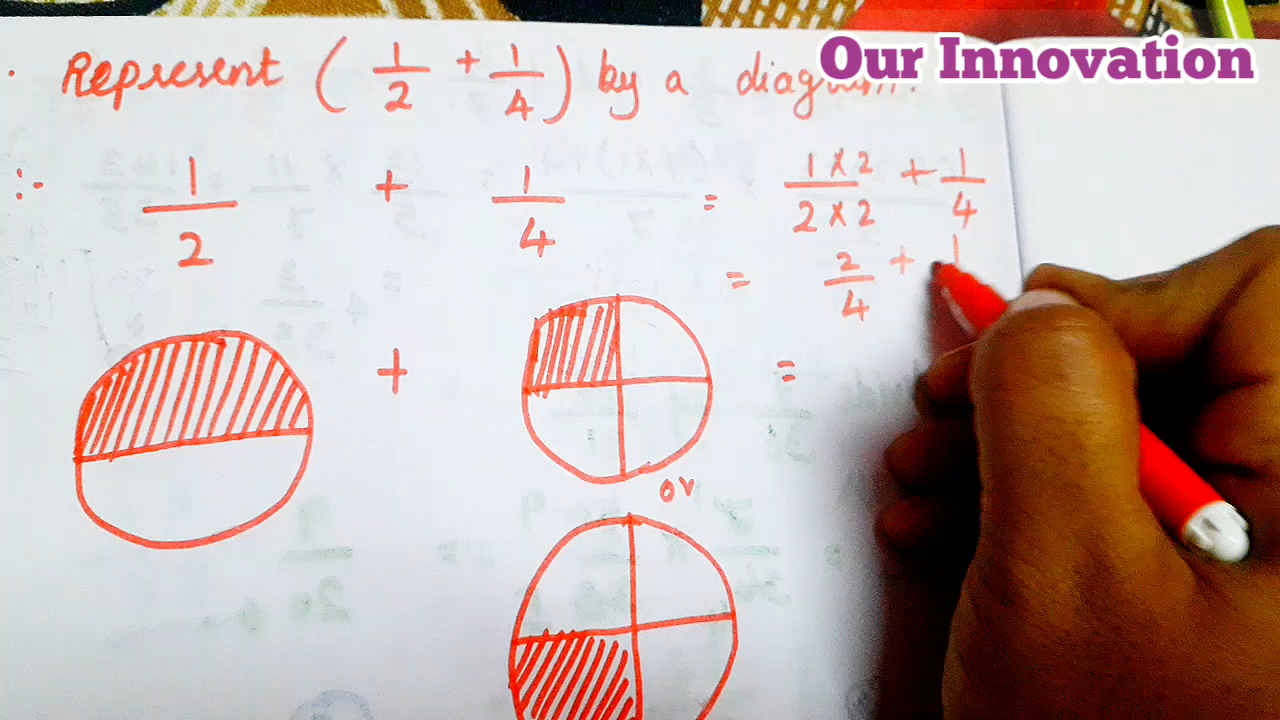 Our Innovation
Represent ( 1/2 + 1/4 ) by a diagram.
:- 1/2 + 1/4 = 1 × 2/2 × 2 + 1/4
= 2/4 + 1
+ =
or